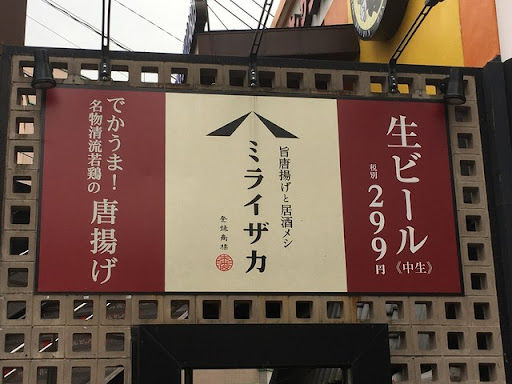 生ビール
《中生》
税別
299円
旨唐揚げと居酒メシ
ミライザカ
登録商標
でかうま!
名物清流若鶏の
唐揚げ